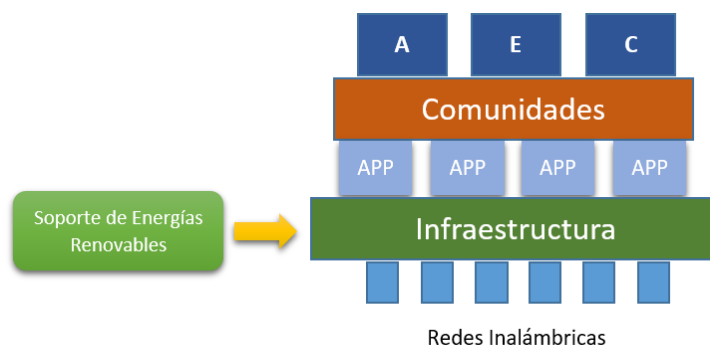 A E C
Comunidades
APP APP APP APP
Soporte de Energías
Renovables
Infraestructura
Redes Inalámbricas